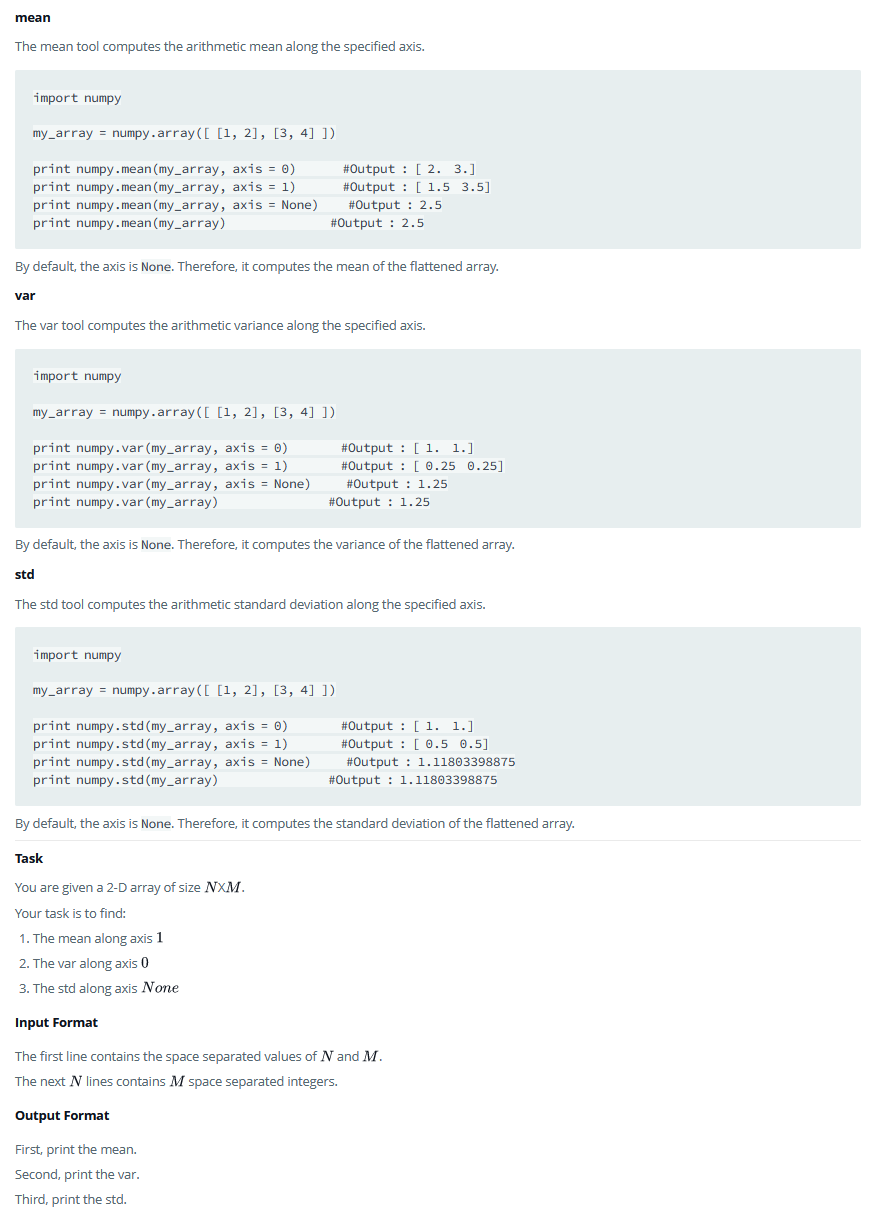 mean
The mean tool computes the arithmetic mean along the specified axis.
import numpy
my_array = numpy.array([ [1, 2], [3, 4] ])
print numpy.mean(my_array, axis = 0)      #Output : [ 2.  3.]
print numpy.mean(my_array, axis = 1)      #Output : [ 1.5  3.5]
print numpy.mean(my_array, axis = None)    #Output : 2.5
print numpy.mean(my_array)              #Output : 2.5
By default, the axis is None. Therefore, it computes the mean of the flattened array.
var
The var tool computes the arithmetic variance along the specified axis.
import numpy
my_array = numpy.array([ [1, 2], [3, 4] ])
print numpy.var(my_array, axis = 0)       #Output : [ 1.  1.]
print numpy.var(my_array, axis = 1)       #Output : [ 0.25  0.25]
print numpy.var(my_array, axis = None)     #Output : 1.25
print numpy.var(my_array)               #Output : 1.25
By default, the axis is None. Therefore, it computes the variance of the flattened array.
std
The std tool computes the arithmetic standard deviation along the specified axis.
import numpy
my_array = numpy.array([ [1, 2], [3, 4] ])
print numpy.std(my_array, axis = 0)       #Output : [ 1.  1.]
print numpy.std(my_array, axis = 1)       #Output : [ 0.5  0.5]
print numpy.std(my_array, axis = None)     #Output : 1.11803398875
print numpy.std(my_array)               #Output : 1.11803398875
By default, the axis is None. Therefore, it computes the standard deviation of the flattened array.
Task
You are given a 2-D array of size NXM.
Your task is to find:
1. The mean along axis 1
2. The var along axis 0
3. The std along axis None
Input Format
The first line contains the space separated values of N and M.
The next N lines contains M space separated integers.
Output Format
First, print the mean.
Second, print the var.
Third, print the std.